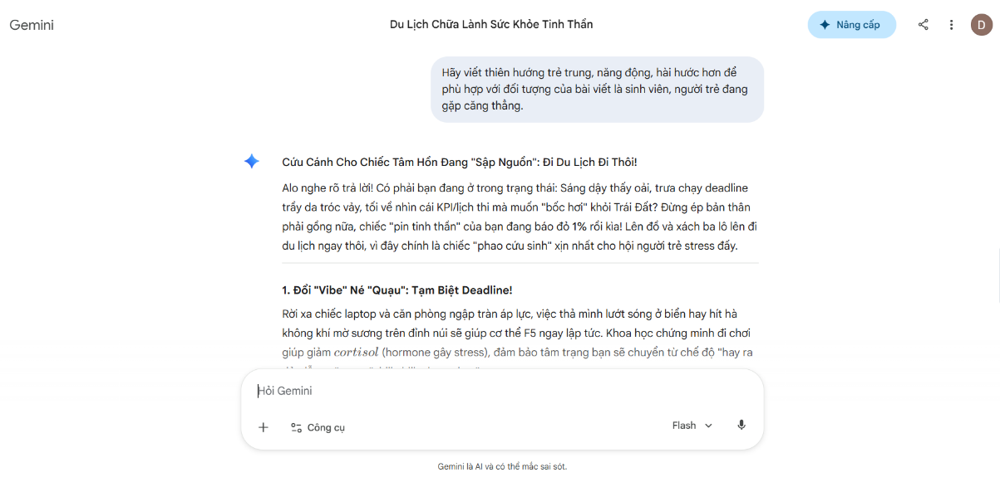 Gemini
Du Lịch Chữa Lành Sức Khỏe Tinh Thần
Nâng cấp
D
Hãy viết thiên hướng trẻ trung, năng động, hài hước hơn để
phù hợp với đối tượng của bài viết là sinh viên, người trẻ đang
gặp căng thẳng.
Cứu Cánh Cho Chiếc Tâm Hồn Đang "Sập Nguồn": Đi Du Lịch Đi Thôi!
Alo nghe rõ trả lời! Có phải bạn đang ở trong trạng thái: Sáng dậy thấy oải, trưa chạy deadline
trầy da tróc vảy, tối về nhìn cái KPI/lịch thi mà muốn "bốc hơi" khỏi Trái Đất? Đừng ép bản thân
phải gồng nữa, chiếc "pin tinh thần" của bạn đang báo đỏ 1% rồi kìa! Lên đồ và xách ba lô lên đi
du lịch ngay thôi, vì đây chính là chiếc "phao cứu sinh" xịn nhất cho hội người trẻ stress đấy.
1. Đổi "Vibe" Né "Quạu": Tạm Biệt Deadline!
Rời xa chiếc laptop và căn phòng ngập tràn áp lực, việc thả mình lướt sóng ở biển hay hít hà
không khí mờ sương trên đỉnh núi sẽ giúp cơ thể F5 ngay lập tức. Khoa học chứng minh đi chơi
giúp giảm cortisol (hormone gây stress), đảm bảo tâm trạng bạn sẽ chuyển từ chế độ "hay ra
Hỏi Gemini
Công cụ
Flash
Gemini là AI và có thể mắc sai sót.